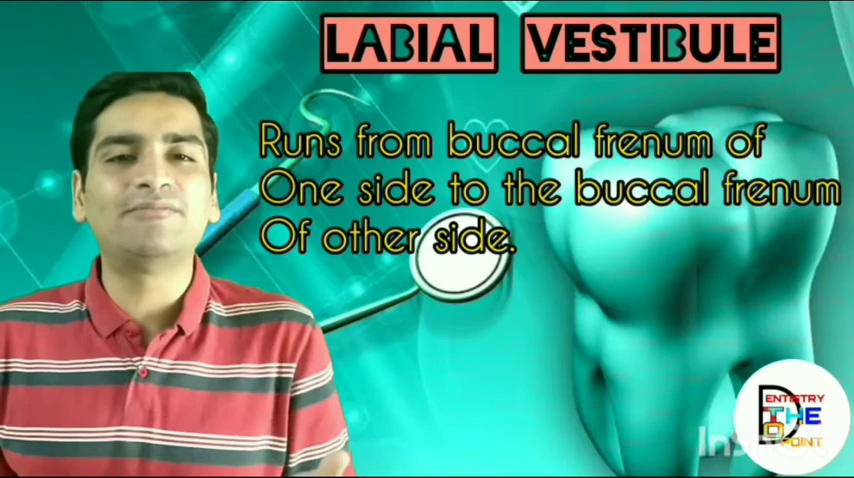 LABIAL VESTIBULE
Runs from buccal frenum of
One side to the buccal frenum
Of other side.
DENTISTRY
THE
POINT